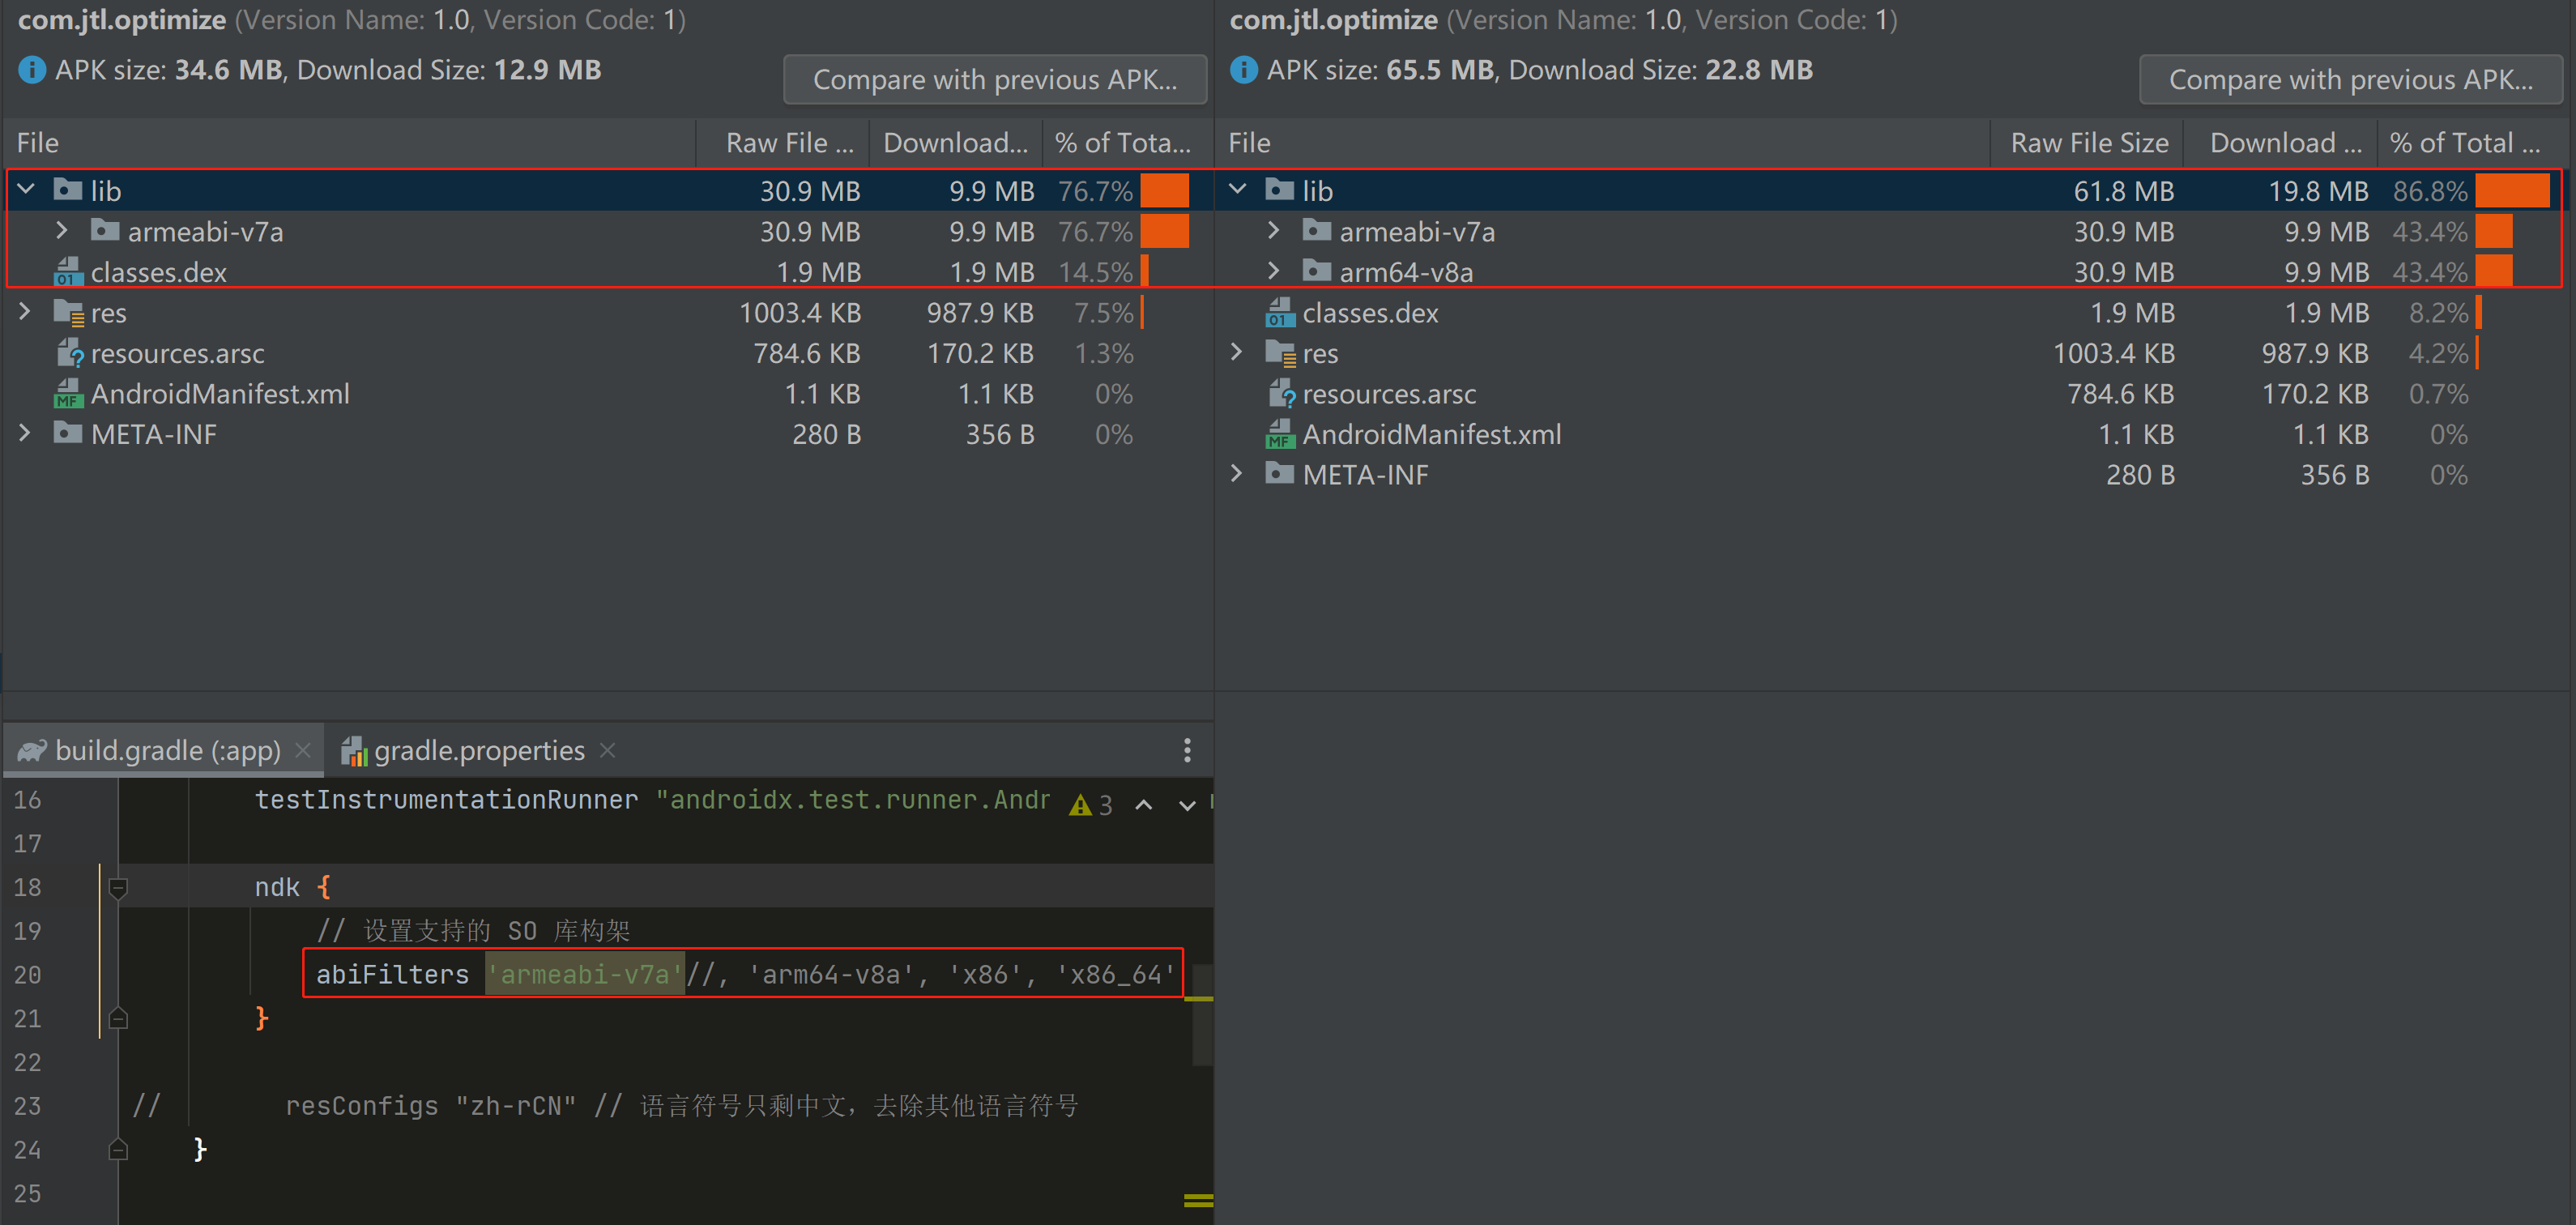 com.jtl.optimize (Version Name: 1.0, Version Code: 1)
APK size: 34.6 MB, Download Size: 12.9 MB
Compare with previous APK...
File Raw File ... Download... % of Tota...
lib 30.9 MB 9.9 MB 76.7%
armeabi-v7a 30.9 MB 9.9 MB 76.7%
classes.dex 1.9 MB 1.9 MB 14.5%
res 1003.4 KB 987.9 KB 7.5%
resources.arsc 784.6 KB 170.2 KB 1.3%
AndroidManifest.xml 1.1 KB 1.1 KB 0%
META-INF 280 B 356 B 0%
com.jtl.optimize (Version Name: 1.0, Version Code: 1)
APK size: 65.5 MB, Download Size: 22.8 MB
Compare with previous APK...
File Raw File Size Download ... % of Total ...
lib 61.8 MB 19.8 MB 86.8%
armeabi-v7a 30.9 MB 9.9 MB 43.4%
arm64-v8a 30.9 MB 9.9 MB 43.4%
classes.dex 1.9 MB 1.9 MB 8.2%
res 1003.4 KB 987.9 KB 4.2%
resources.arsc 784.6 KB 170.2 KB 0.7%
AndroidManifest.xml 1.1 KB 1.1 KB 0%
META-INF 280 B 356 B 0%
build.gradle (:app) gradle.properties
16 testInstrumentationRunner "androidx.test.runner.Andr 3
17
18 ndk {
19 // 设置支持的 SO 库构架
20 abiFilters 'armeabi-v7a'//, 'arm64-v8a', 'x86', 'x86_64'
21 }
22
23 // resConfigs "zh-rCN" // 语言符号只剩中文，去除其他语言符号
24 }
25